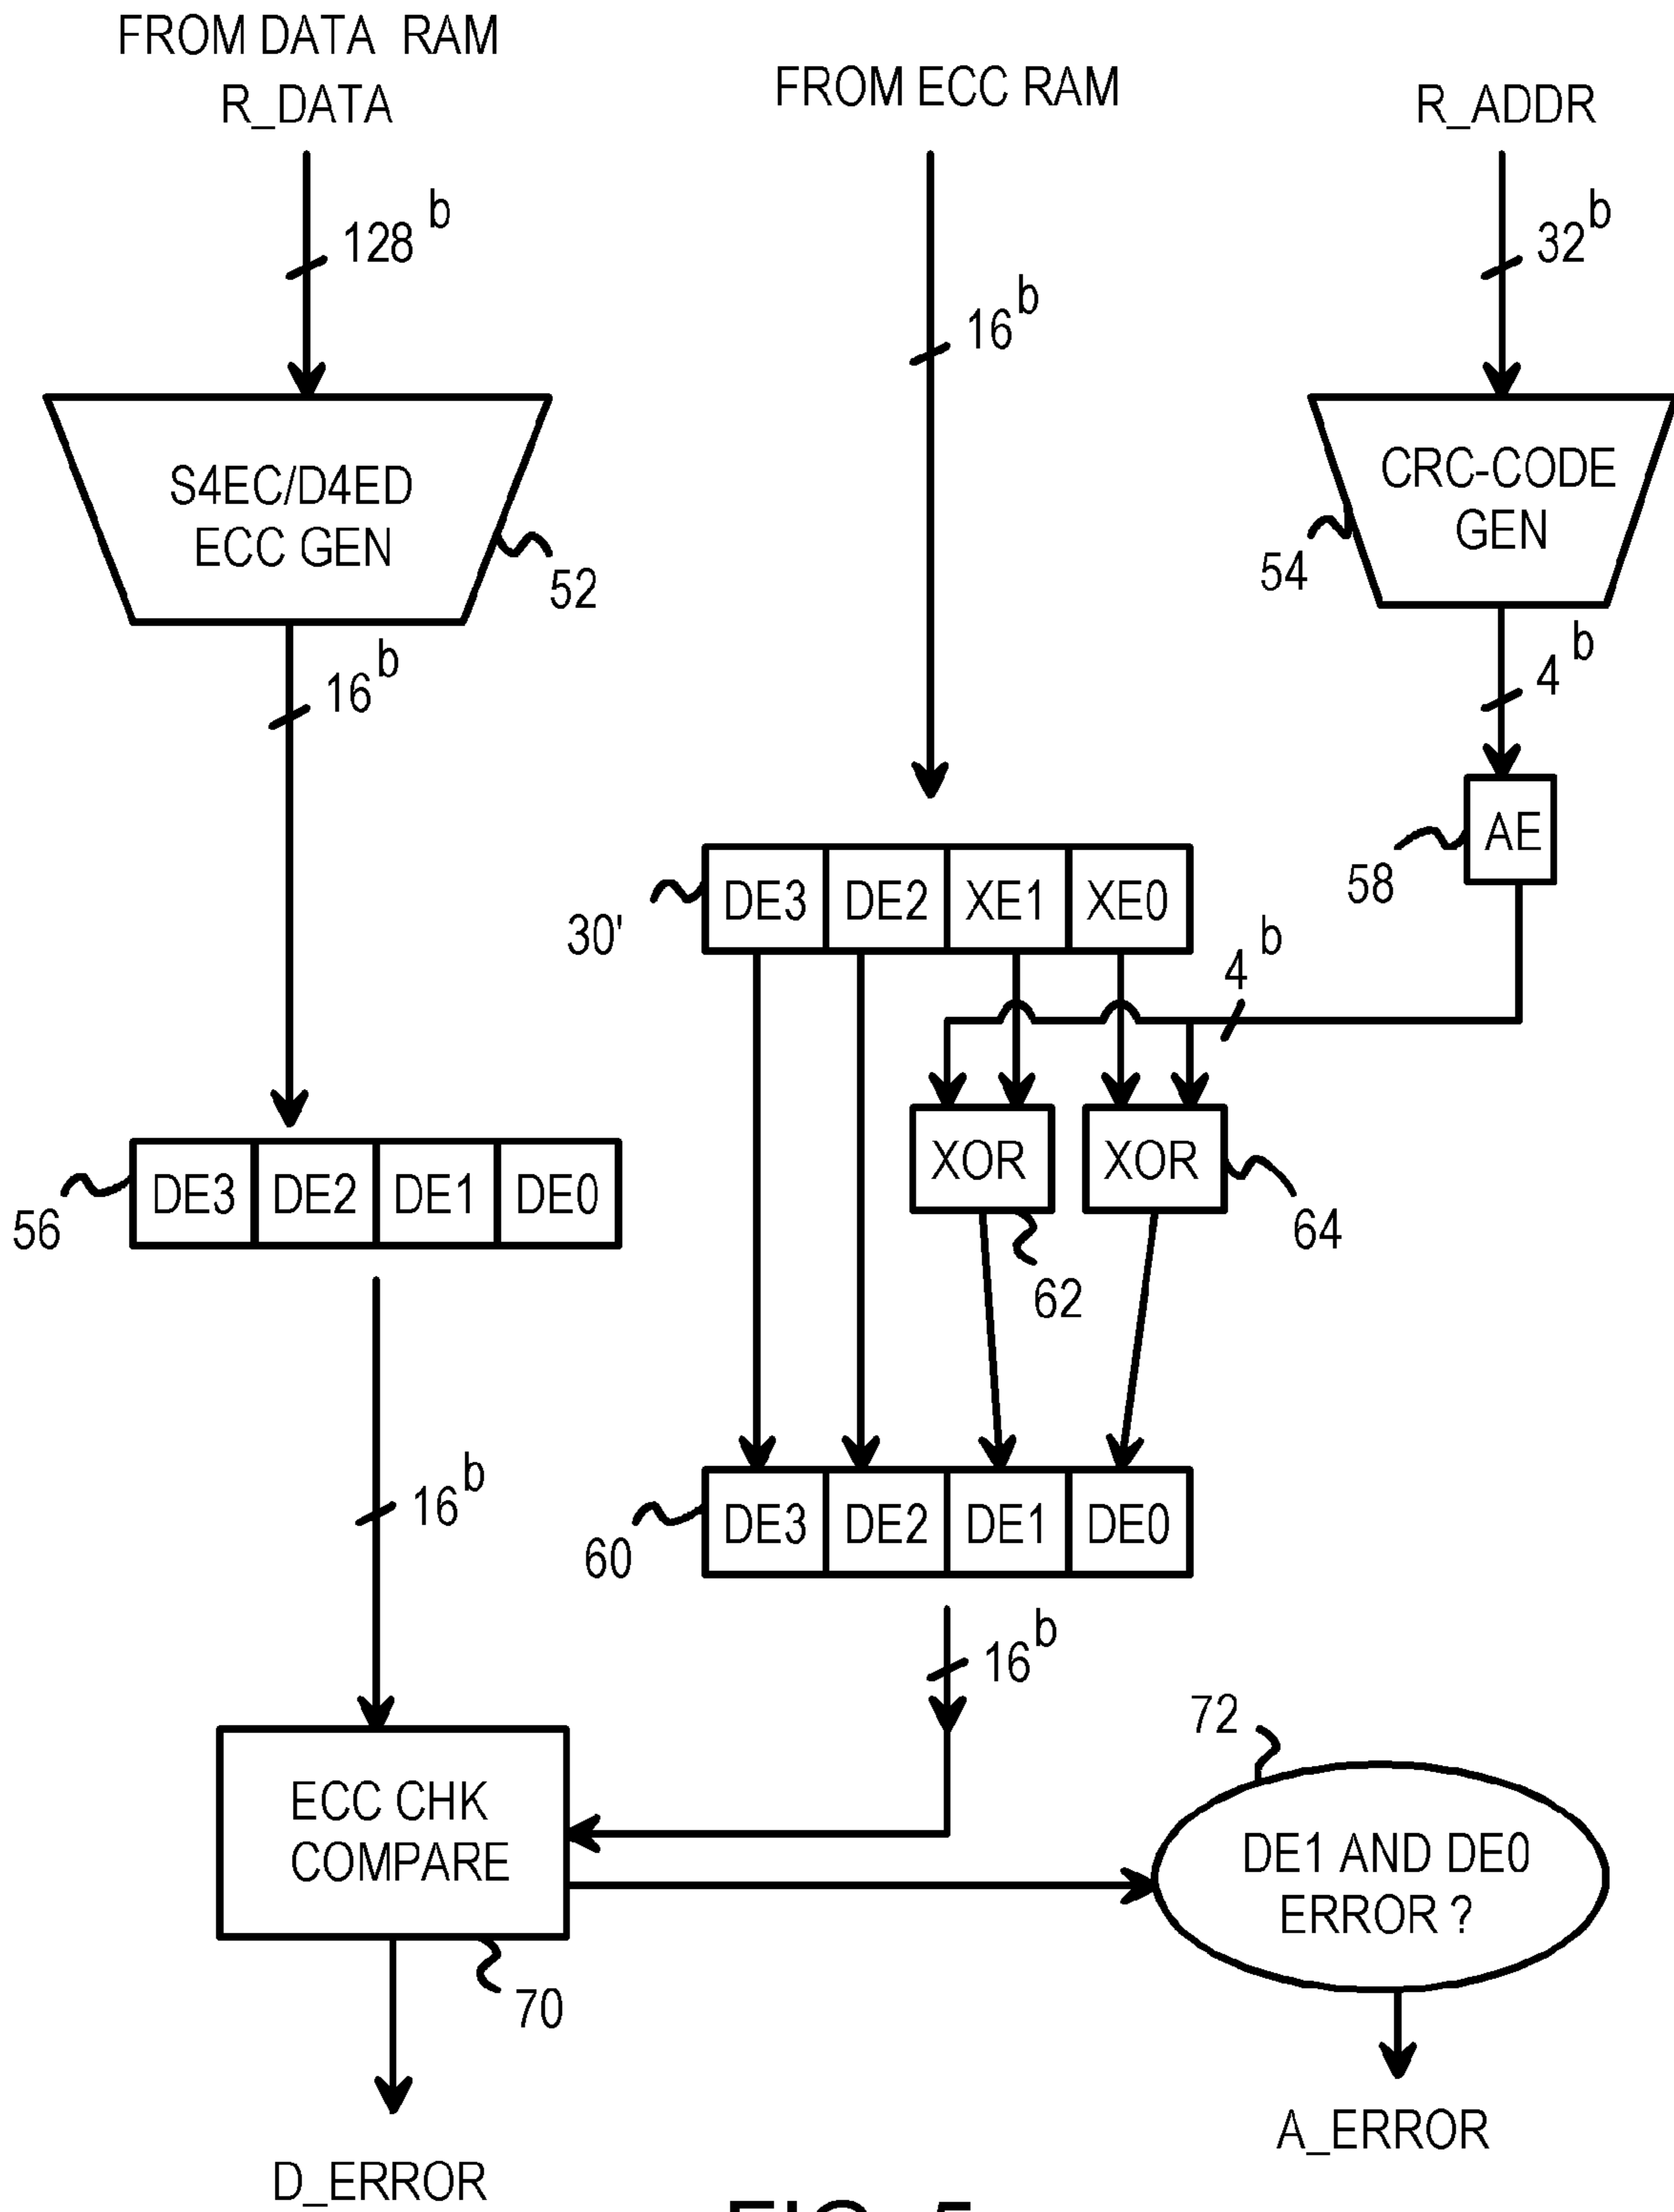 FROM DATA RAM
R_DATA
FROM ECC RAM
R_ADDR
128 b
16 b
32 b
S4EC/D4ED
ECC GEN
52
CRC-CODE
GEN
54
16 b
4 b
AE
58
DE3 DE2 XE1 XE0
30'
4 b
DE3 DE2 DE1 DE0
56
XOR
XOR
62
64
16 b
DE3 DE2 DE1 DE0
60
16 b
72
ECC CHK
COMPARE
DE1 AND DE0
ERROR ?
70
A_ERROR
D_ERROR